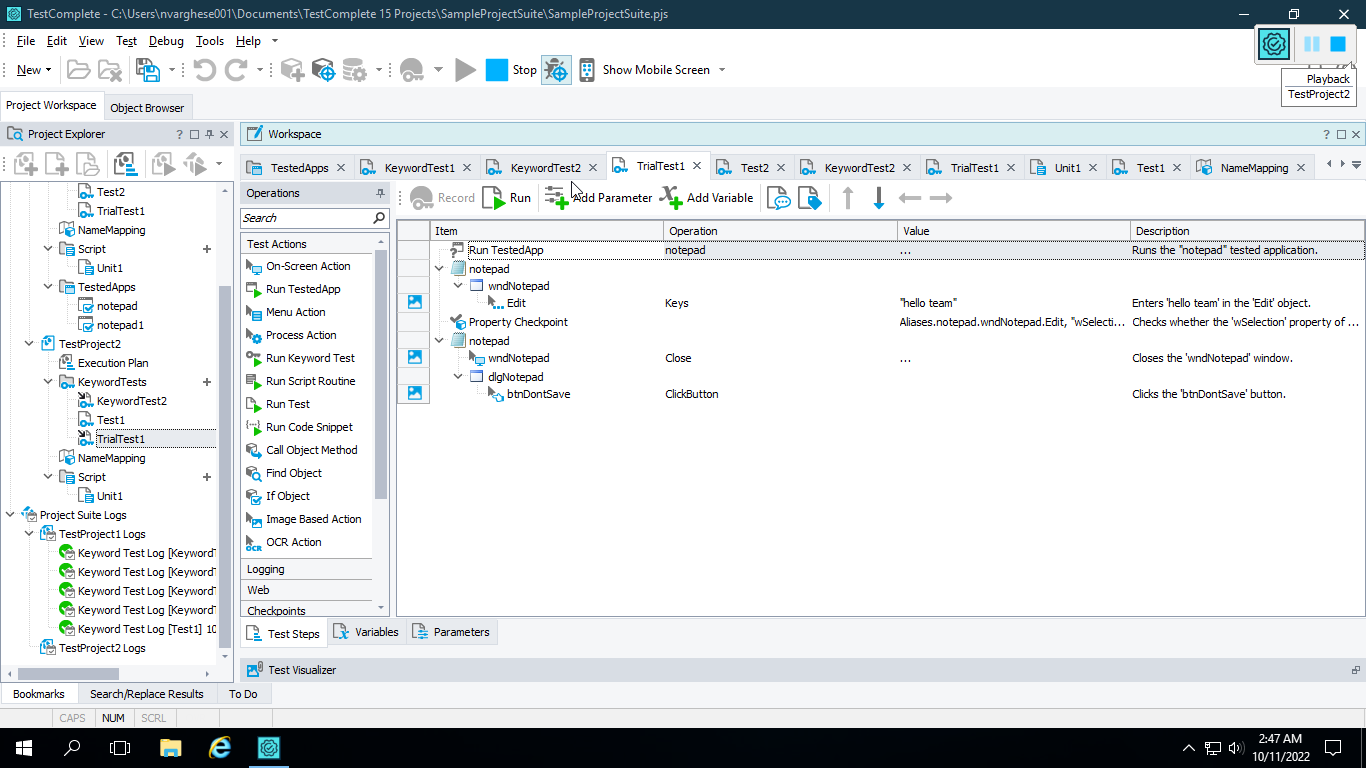 TestComplete - C:\Users\nvarghese001\Documents\TestComplete 15 Projects\SampleProjectSuite\SampleProjectSuite.pjs
File Edit View Test Debug Tools Help
New Stop Show Mobile Screen
Playback
TestProject2
Project Workspace Object Browser
Project Explorer
Workspace
TestedApps KeywordTest1 KeywordTest2 TrialTest1 Test2 KeywordTest2 TrialTest1 Unit1 Test1 NameMapping
Operations
Record Run Add Parameter Add Variable
Search
Test Actions
On-Screen Action
Run TestedApp
Menu Action
Process Action
Run Keyword Test
Run Script Routine
Run Test
Run Code Snippet
Call Object Method
Find Object
If Object
Image Based Action
OCR
OCR Action
Logging
Web
Checkpoints
Test2
TrialTest1
NameMapping
Script
Unit1
TestedApps
notepad
notepad1
TestProject2
Execution Plan
KeywordTests
KeywordTest2
Test1
TrialTest1
NameMapping
Script
Unit1
Project Suite Logs
TestProject1 Logs
Keyword Test Log [KeywordT
Keyword Test Log [KeywordT
Keyword Test Log [KeywordT
Keyword Test Log [KeywordT
Keyword Test Log [Test1] 10
TestProject2 Logs
Item Operation Value Description
Run TestedApp notepad ... Runs the "notepad" tested application.
notepad
wndNotepad
Edit Keys "hello team" Enters 'hello team' in the 'Edit' object.
Property Checkpoint Aliases.notepad.wndNotepad.Edit, "wSelecti... Checks whether the 'wSelection' property of ...
notepad
wndNotepad Close ... Closes the 'wndNotepad' window.
dlgNotepad
btnDontSave ClickButton Clicks the 'btnDontSave' button.
Test Steps Variables Parameters
Test Visualizer
Bookmarks Search/Replace Results To Do
CAPS NUM SCRL
2:47 AM
10/11/2022